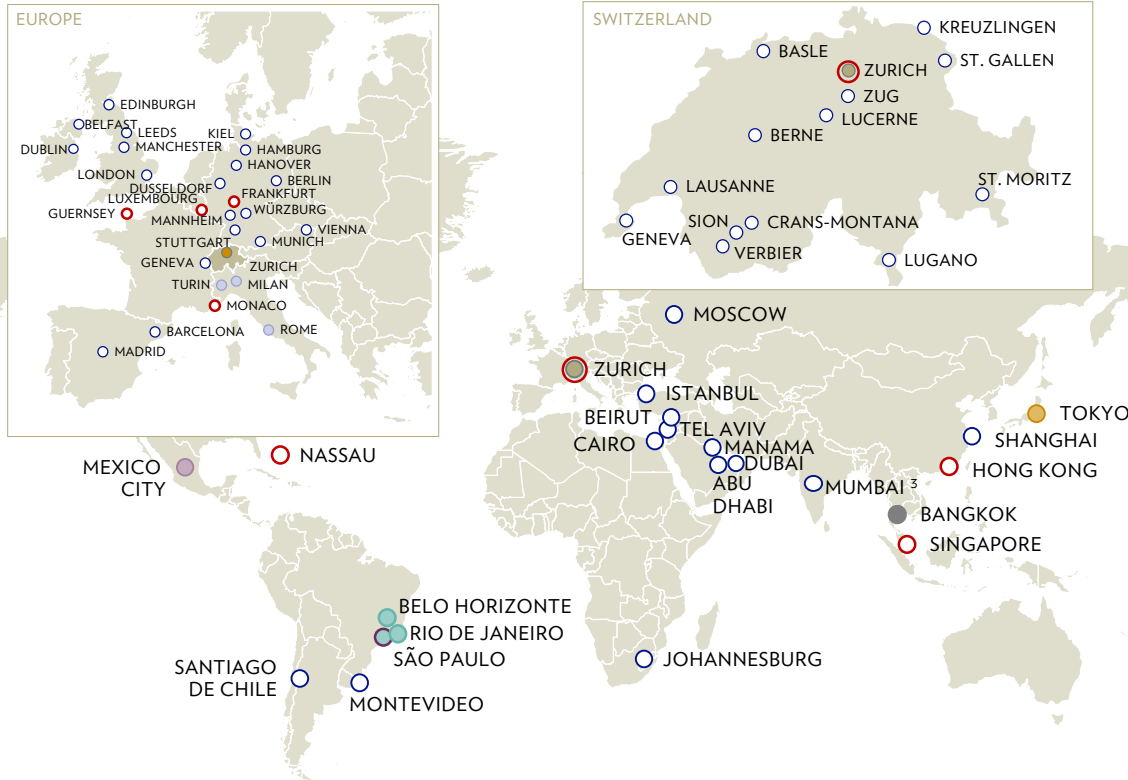 EUROPE
EDINBURGH
BELFAST
LEEDS
KIEL
DUBLIN
MANCHESTER
HAMBURG
HANOVER
LONDON
BERLIN
DUSSELDORF
FRANKFURT
LUXEMBOURG
GUERNSEY
WÜRZBURG
MANNHEIM
VIENNA
STUTTGART
MUNICH
GENEVA
ZURICH
TURIN
MILAN
MONACO
BARCELONA
ROME
MADRID
SWITZERLAND
KREUZLINGEN
BASLE
ST. GALLEN
ZURICH
ZUG
LUCERNE
BERNE
ST. MORITZ
LAUSANNE
SION
CRANS-MONTANA
GENEVA
VERBIER
LUGANO
MOSCOW
ZURICH
ISTANBUL
BEIRUT
TEL AVIV
CAIRO
MANAMA
DUBAI
ABU
DHABI
MUMBAI 3
TOKYO
SHANGHAI
HONG KONG
BANGKOK
SINGAPORE
MEXICO
CITY
NASSAU
BELO HORIZONTE
RIO DE JANEIRO
SÃO PAULO
SANTIAGO
DE CHILE
MONTEVIDEO
JOHANNESBURG